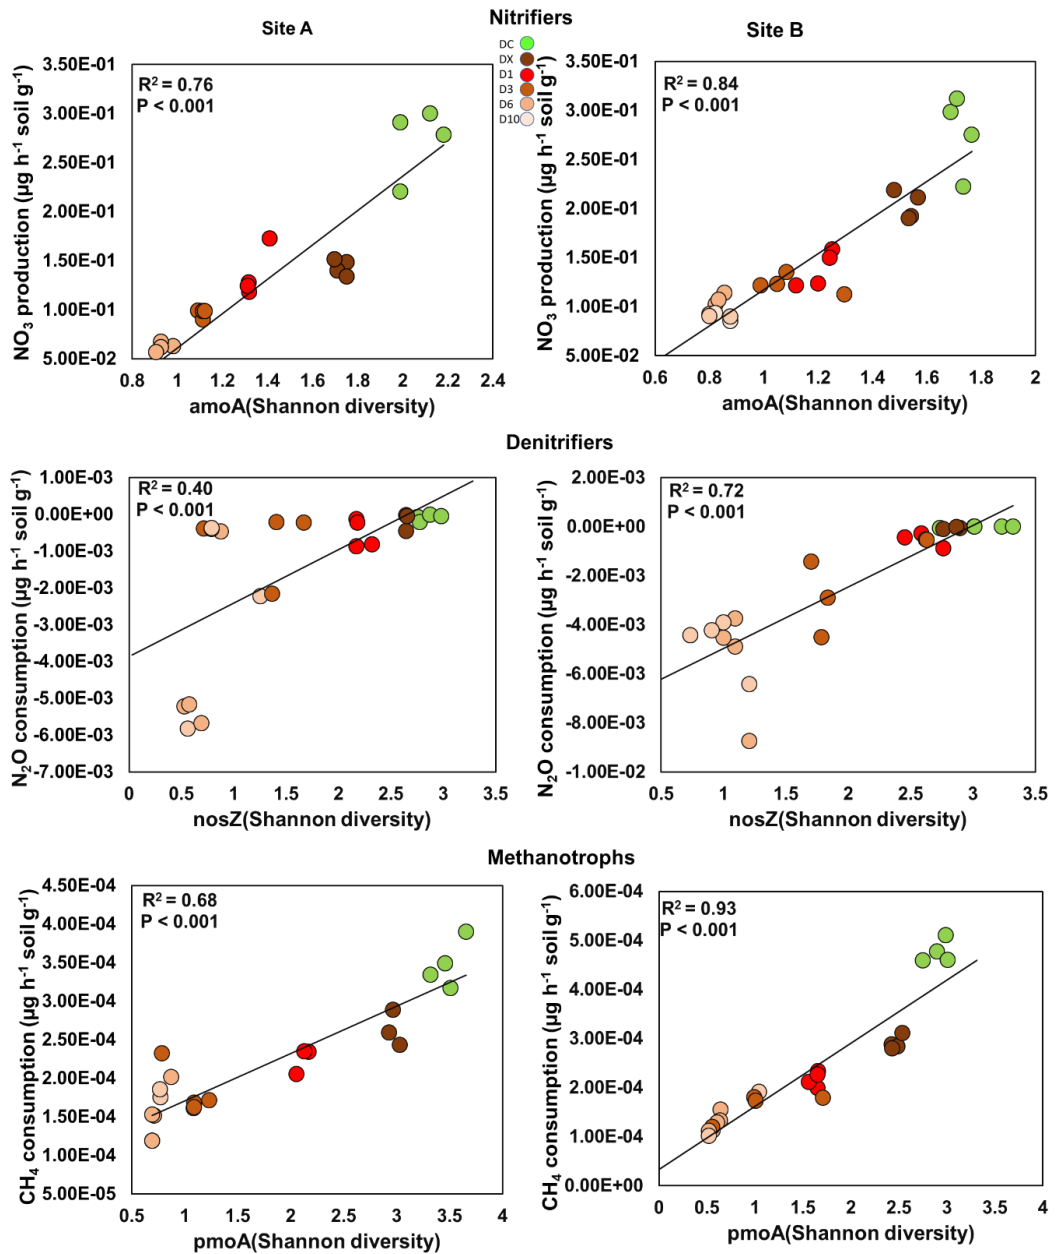 Nitrifiers
Site A
Site B
DC
DX
D1
D3
D6
D10
R² = 0.76
P < 0.001
NO₃ production (µg h⁻¹ soil g⁻¹)
3.50E-01
3.00E-01
2.50E-01
2.00E-01
1.50E-01
1.00E-01
5.00E-02
0.8 1 1.2 1.4 1.6 1.8 2 2.2 2.4
amoA(Shannon diversity)
R² = 0.84
P < 0.001
NO₃ production (µg h⁻¹ soil g⁻¹)
3.50E-01
3.00E-01
2.50E-01
2.00E-01
1.50E-01
1.00E-01
5.00E-02
0.6 0.8 1 1.2 1.4 1.6 1.8 2
amoA(Shannon diversity)
Denitrifiers
R² = 0.40
P < 0.001
N₂O consumption (µg h⁻¹ soil g⁻¹)
1.00E-03
0.00E+00
-1.00E-03
-2.00E-03
-3.00E-03
-4.00E-03
-5.00E-03
-6.00E-03
-7.00E-03
0 0.5 1 1.5 2 2.5 3 3.5
nosZ(Shannon diversity)
R² = 0.72
P < 0.001
N₂O consumption (µg h⁻¹ soil g⁻¹)
2.00E-03
0.00E+00
-2.00E-03
-4.00E-03
-6.00E-03
-8.00E-03
-1.00E-02
0.5 1 1.5 2 2.5 3 3.5
nosZ(Shannon diversity)
Methanotrophs
R² = 0.68
P < 0.001
CH₄ consumption (µg h⁻¹ soil g⁻¹)
4.50E-04
4.00E-04
3.50E-04
3.00E-04
2.50E-04
2.00E-04
1.50E-04
1.00E-04
5.00E-05
0.5 1 1.5 2 2.5 3 3.5 4
pmoA(Shannon diversity)
R² = 0.93
P < 0.001
CH₄ consumption (µg h⁻¹ soil g⁻¹)
6.00E-04
5.00E-04
4.00E-04
3.00E-04
2.00E-04
1.00E-04
0.00E+00
0 0.5 1 1.5 2 2.5 3 3.5 4
pmoA(Shannon diversity)